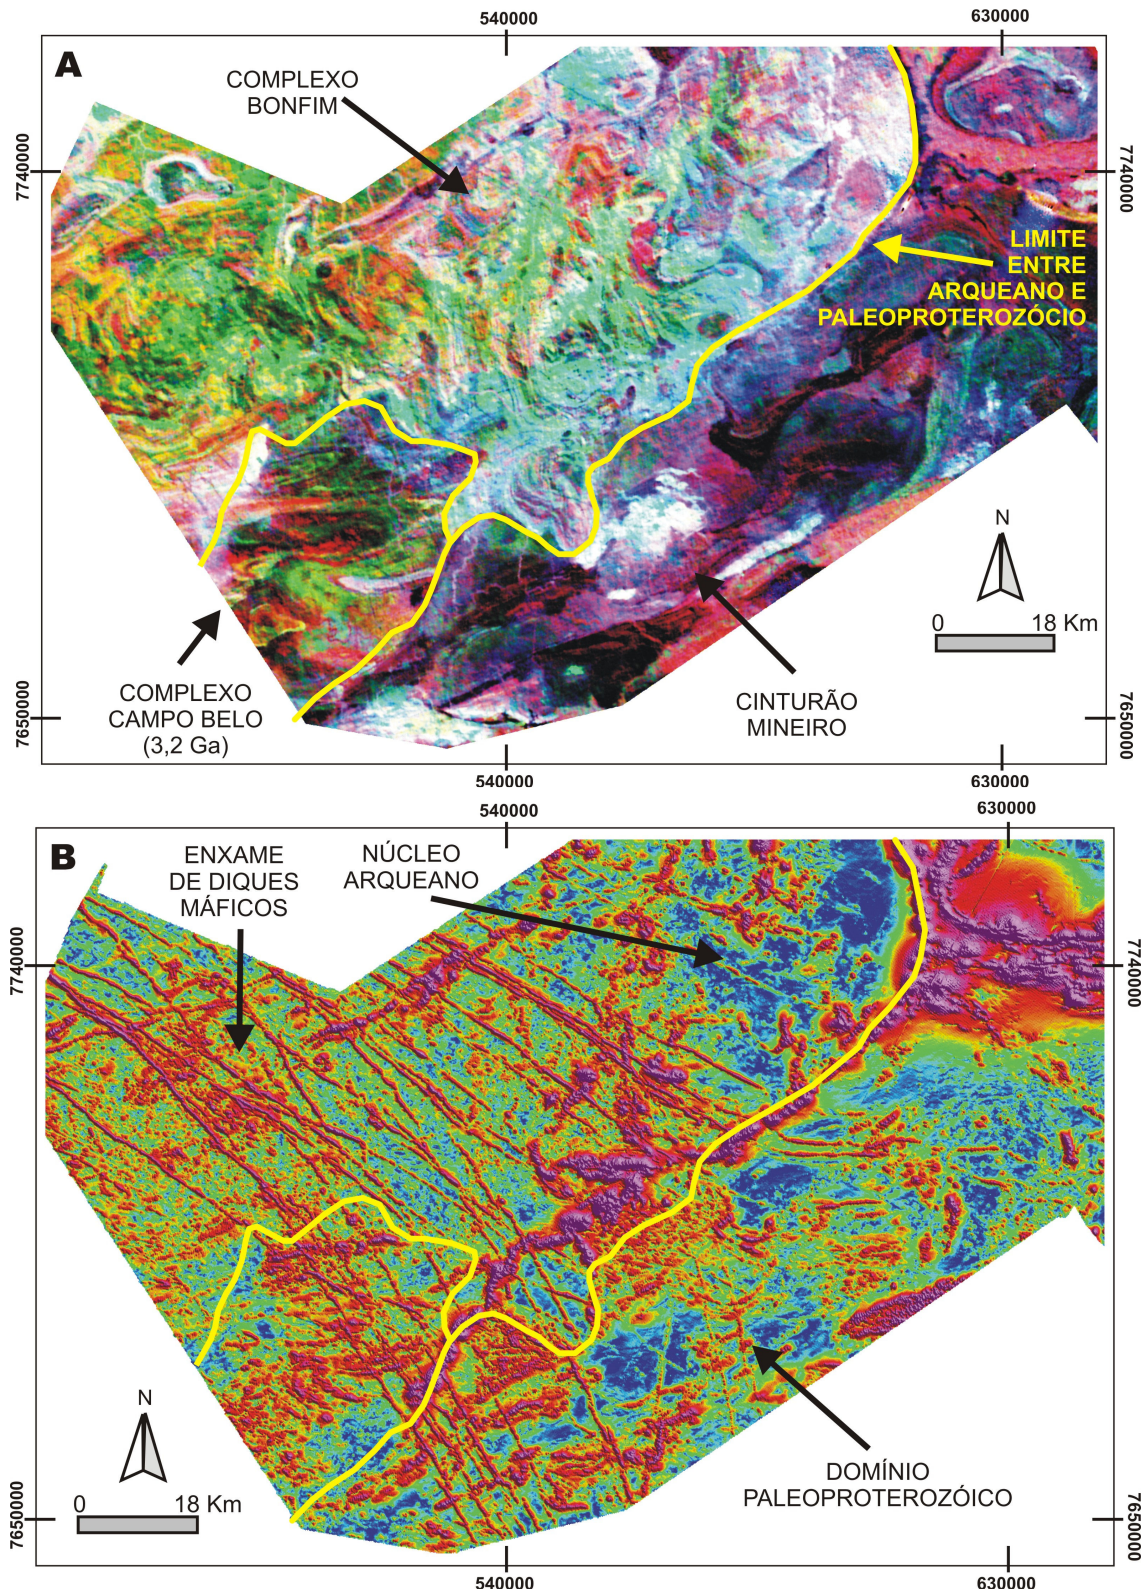 540000
630000
A
COMPLEXO
BONFIM
7740000
7740000
LIMITE
ENTRE
ARQUEANO E
PALEOPROTEROZÓCIO
N
0
18 Km
COMPLEXO
CAMPO BELO
(3,2 Ga)
CINTURÃO
MINEIRO
7650000
7650000
540000
630000
540000
630000
B
ENXAME
DE DIQUES
MÁFICOS
NÚCLEO
ARQUEANO
7740000
7740000
N
0
18 Km
DOMÍNIO
PALEOPROTEROZÓICO
7650000
7650000
540000
630000